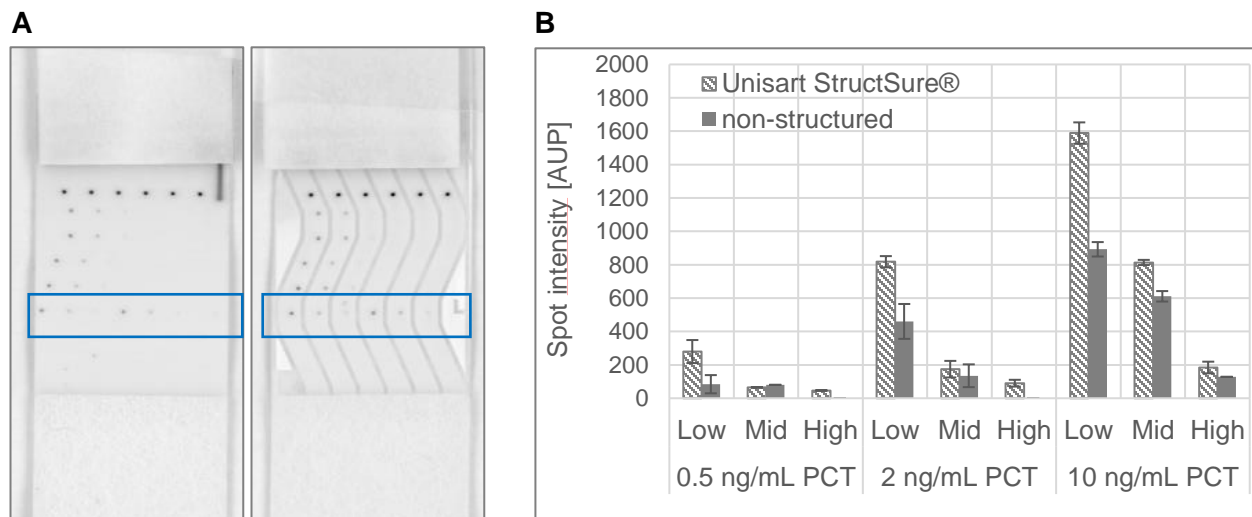 A
B
2000
1800
1600
1400
1200
1000
800
600
400
200
0
Spot intensity [AUP]
Unisart StructSure®
non-structured
Low Mid High Low Mid High Low Mid High
0.5 ng/mL PCT 2 ng/mL PCT 10 ng/mL PCT
L